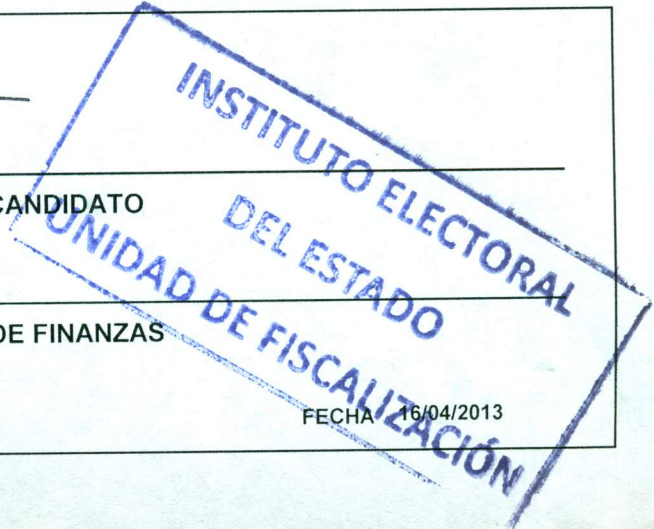 INSTITUTO ELECTORAL
DEL ESTADO
UNIDAD DE FISCALIZACIÓN
CANDIDATO
DE FINANZAS
FECHA 16/04/2013